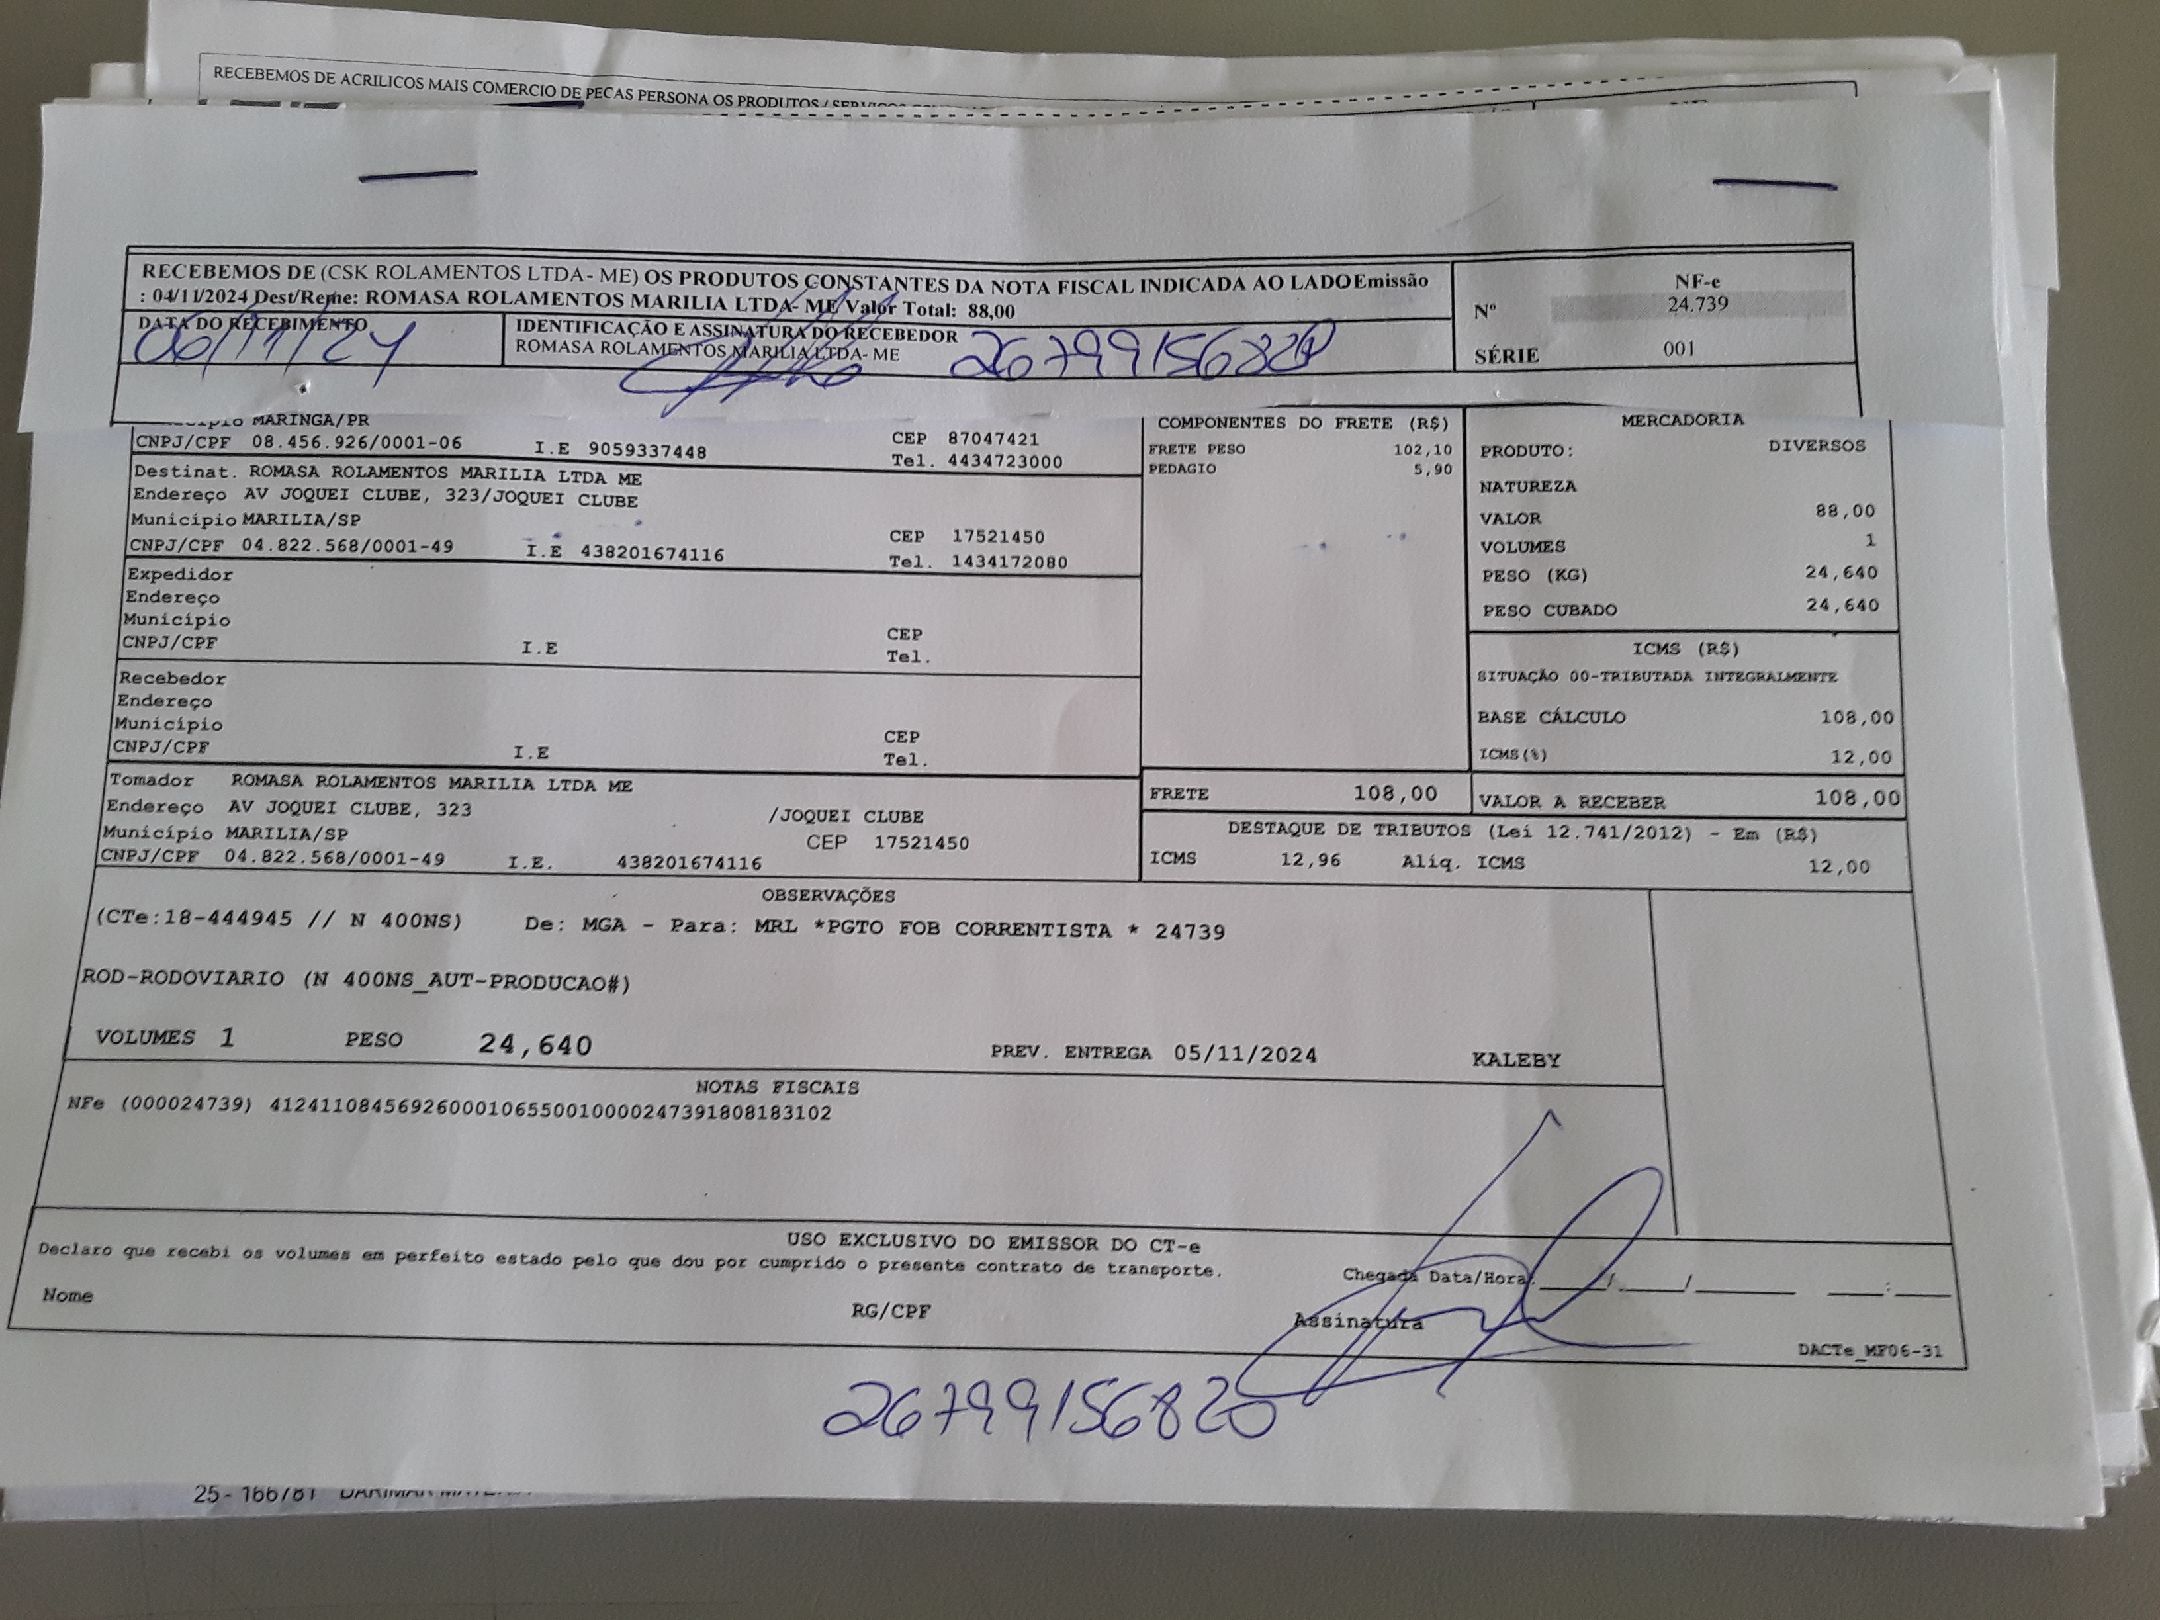 RECEBEMOS DE ACRILICOS MAIS COMERCIO DE PECAS PERSONA OS PRODUTOS / SERVIÇOS
RECEBEMOS DE (CSK ROLAMENTOS LTDA- ME) OS PRODUTOS CONSTANTES DA NOTA FISCAL INDICADA AO LADO Emissão
: 04/11/2024 Dest/Reme: ROMASA ROLAMENTOS MARILIA LTDA- ME Valor Total: 88,00
NF-e
Nº 24.739
SÉRIE 001
DATA DO RECEBIMENTO
06/11/24
IDENTIFICAÇÃO E ASSINATURA DO RECEBEDOR
ROMASA ROLAMENTOS MARILIA LTDA- ME
26799156820
MARINGA/PR
CNPJ/CPF 08.456.926/0001-06 I.E 9059337448 CEP 87047421
Tel. 4434723000
Destinat. ROMASA ROLAMENTOS MARILIA LTDA ME
Endereço AV JOQUEI CLUBE, 323/JOQUEI CLUBE
Município MARILIA/SP CEP 17521450
CNPJ/CPF 04.822.568/0001-49 I.E 438201674116 Tel. 1434172080
Expedidor
Endereço
Município CEP
CNPJ/CPF I.E Tel.
Recebedor
Endereço
Município CEP
CNPJ/CPF I.E Tel.
Tomador ROMASA ROLAMENTOS MARILIA LTDA ME
Endereço AV JOQUEI CLUBE, 323 /JOQUEI CLUBE
Município MARILIA/SP CEP 17521450
CNPJ/CPF 04.822.568/0001-49 I.E. 438201674116
COMPONENTES DO FRETE (R$)
FRETE PESO 102,10
PEDAGIO 5,90
FRETE 108,00
MERCADORIA
PRODUTO: DIVERSOS
NATUREZA
VALOR 88,00
VOLUMES 1
PESO (KG) 24,640
PESO CUBADO 24,640
ICMS (R$)
SITUAÇÃO 00-TRIBUTADA INTEGRALMENTE
BASE CÁLCULO 108,00
ICMS(%) 12,00
VALOR A RECEBER 108,00
DESTAQUE DE TRIBUTOS (Lei 12.741/2012) - Em (R$)
ICMS 12,96 Aliq. ICMS 12,00
OBSERVAÇÕES
(CTe:18-444945 // N 400NS) De: MGA - Para: MRL *PGTO FOB CORRENTISTA * 24739
ROD-RODOVIARIO (N 400NS_AUT-PRODUCAO#)
VOLUMES 1 PESO 24,640 PREV. ENTREGA 05/11/2024 KALEBY
NOTAS FISCAIS
NFe (000024739) 41241108456926000106550010000247391808183102
USO EXCLUSIVO DO EMISSOR DO CT-e
Declaro que recebi os volumes em perfeito estado pelo que dou por cumprido o presente contrato de transporte.
Chegada Data/Hora: ____/____/______ ___:___
Nome RG/CPF Assinatura
DACTe_MF06-31
26799156820
25 - 166781 DARIMAR